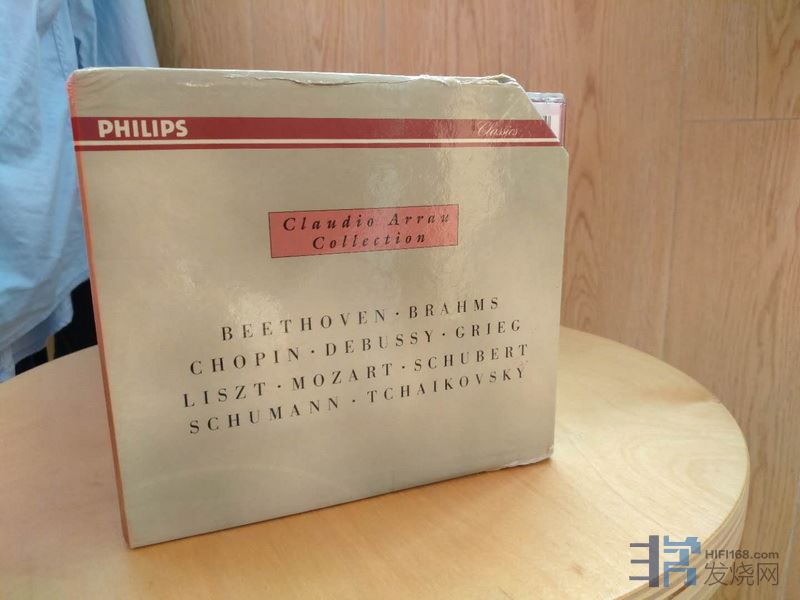 PHILIPS
Classics
Claudio Arrau
Collection
BEETHOVEN · BRAHMS
CHOPIN · DEBUSSY · GRIEG
LISZT · MOZART · SCHUBERT
SCHUMANN · TCHAIKOVSKY
HIFI168.com
发烧网